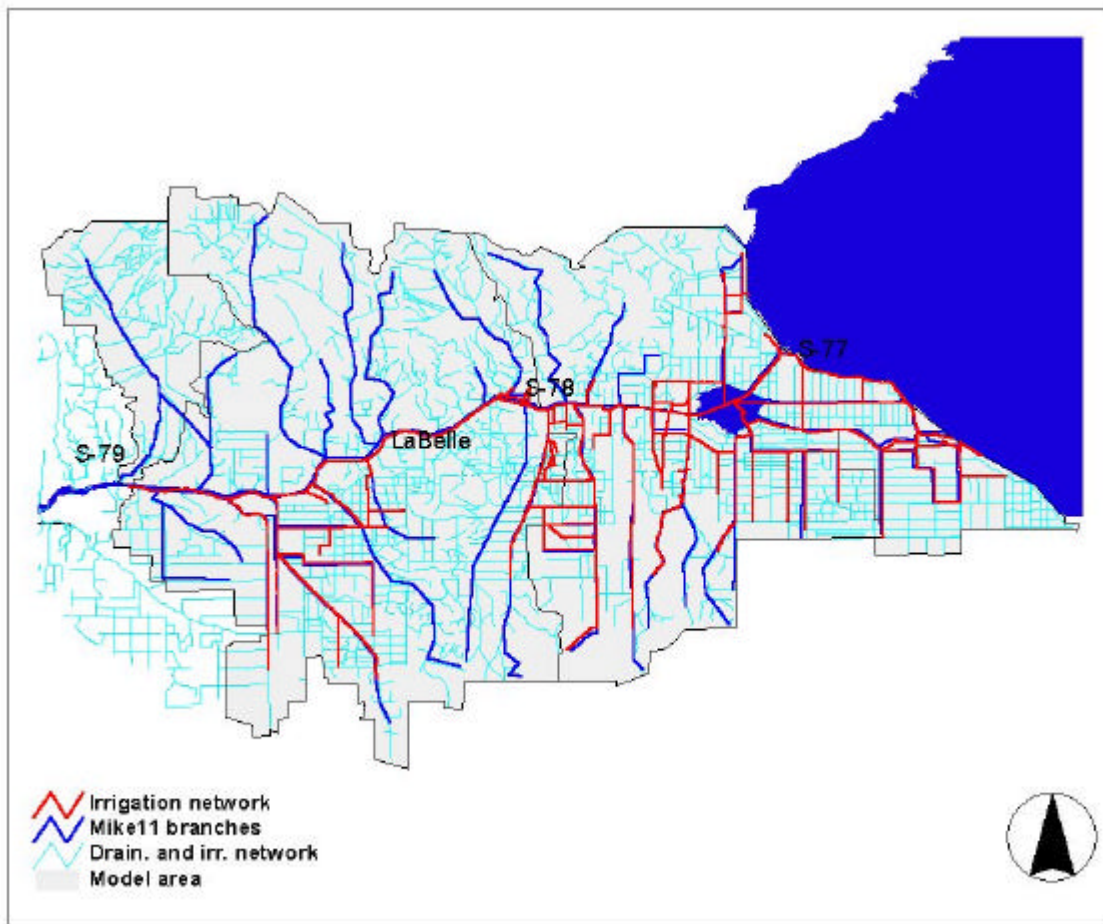 S-77
S-78
LaBelle
S-79
Irrigation network
Mike11 branches
Drain. and irr. network
Model area